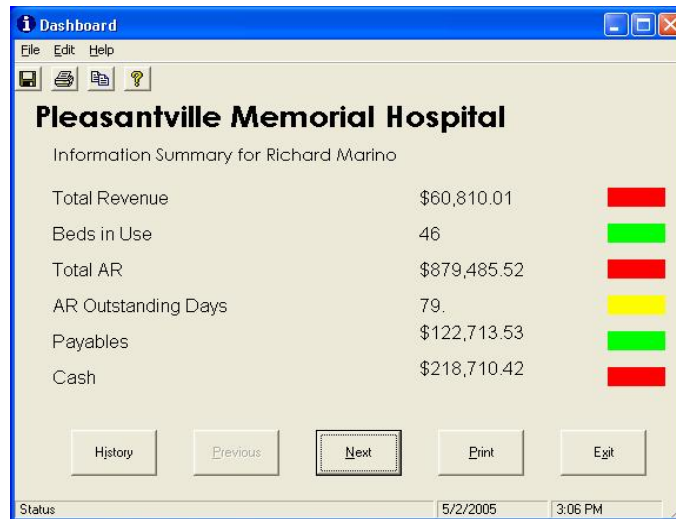 Dashboard
File Edit Help
Pleasantville Memorial Hospital
Information Summary for Richard Marino
Total Revenue $60,810.01
Beds in Use 46
Total AR $879,485.52
AR Outstanding Days 79.
Payables $122,713.53
Cash $218,710.42
History Previous Next Print Exit
Status 5/2/2005 3:06 PM